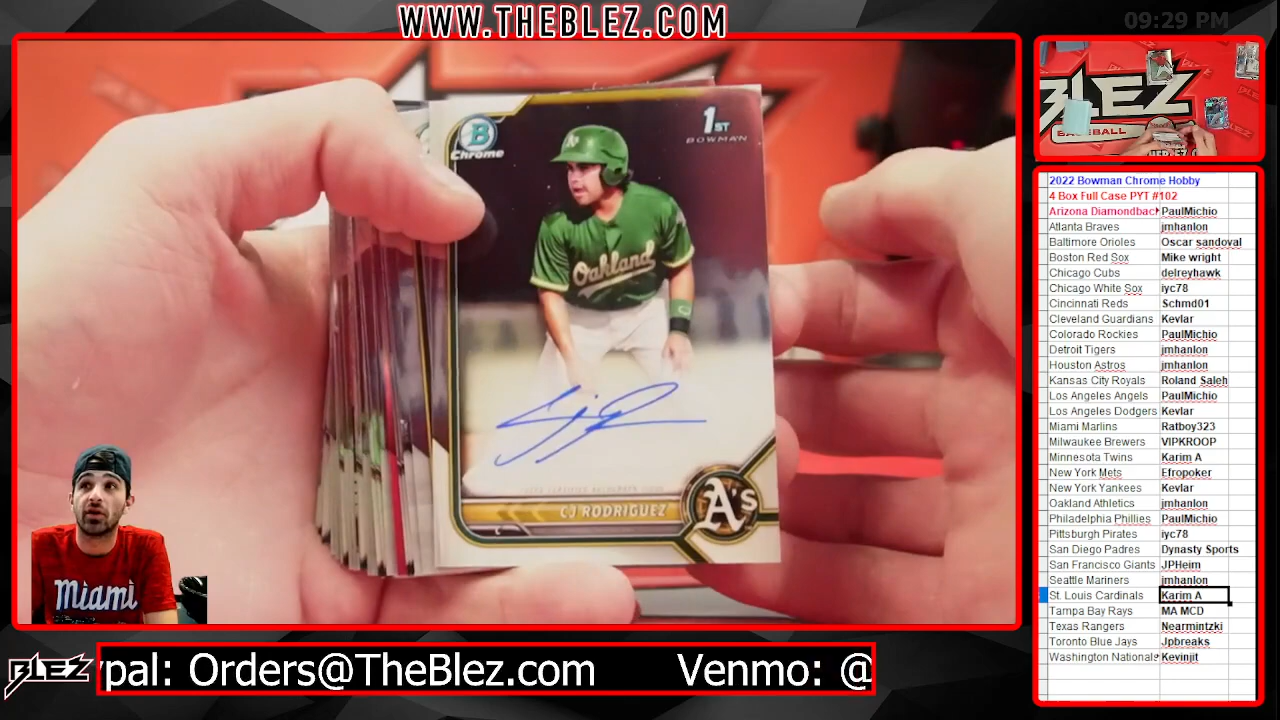 WWW.THEBLEZ.COM
09:29 PM
B
Chrome
1ST
BOWMAN
A's
Oakland
CJ RODRIGUEZ
A's
Miami
BLEZ
BASEBALL
2022 Bowman Chrome Hobby
4 Box Full Case PYT #102
Arizona Diamondback PaulMichio
Atlanta Braves jmhanlon
Baltimore Orioles Oscar sandoval
Boston Red Sox Mike wright
Chicago Cubs delreyhawk
Chicago White Sox iyc78
Cincinnati Reds Schmd01
Cleveland Guardians Kevlar
Colorado Rockies PaulMichio
Detroit Tigers jmhanlon
Houston Astros jmhanlon
Kansas City Royals Roland Saleh
Los Angeles Angels PaulMichio
Los Angeles Dodgers Kevlar
Miami Marlins Ratboy323
Milwaukee Brewers VIPKROOP
Minnesota Twins Karim A
New York Mets Efropoker
New York Yankees Kevlar
Oakland Athletics jmhanlon
Philadelphia Phillies PaulMichio
Pittsburgh Pirates iyc78
San Diego Padres Dynasty Sports
San Francisco Giants JPHeim
Seattle Mariners jmhanlon
St. Louis Cardinals Karim A
Tampa Bay Rays MA MCD
Texas Rangers Nearmintzki
Toronto Blue Jays Jpbreaks
Washington Nationals Kevinjit
BLEZ
ypal: Orders@TheBlez.com Venmo: @